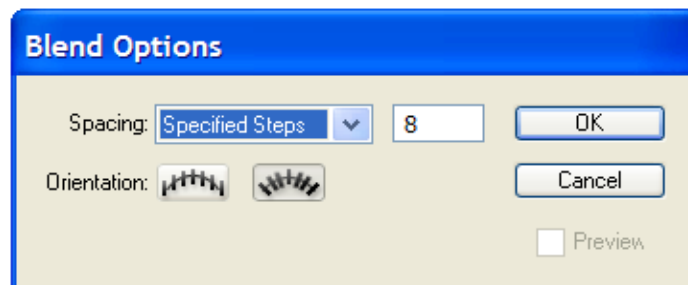 Blend Options
Spacing: Specified Steps 8 OK
Orientation: Cancel
Preview